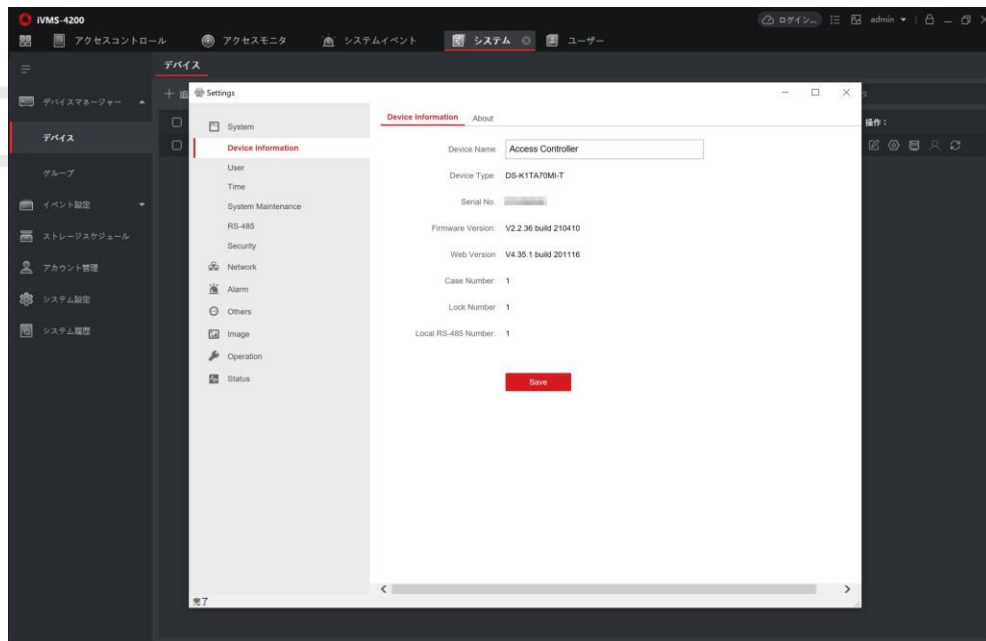 iVMS-4200
ログイン...
admin
アクセスコントロール
アクセスモニタ
システムイベント
システム
ユーザー
デバイス
デバイスマネージャー
デバイス
グループ
イベント設定
ストレージスケジュール
アカウント管理
システム設定
システム履歴
操作：
Settings
System
Device Information
User
Time
System Maintenance
RS-485
Security
Network
Alarm
Others
Image
Operation
Status
Device Information About
Device Name Access Controller
Device Type: DS-K1TA70MI-T
Serial No.
Firmware Version: V2.2.36 build 210410
Web Version V4.35.1 build 201116
Case Number: 1
Lock Number 1
Local RS-485 Number: 1
Save
完了